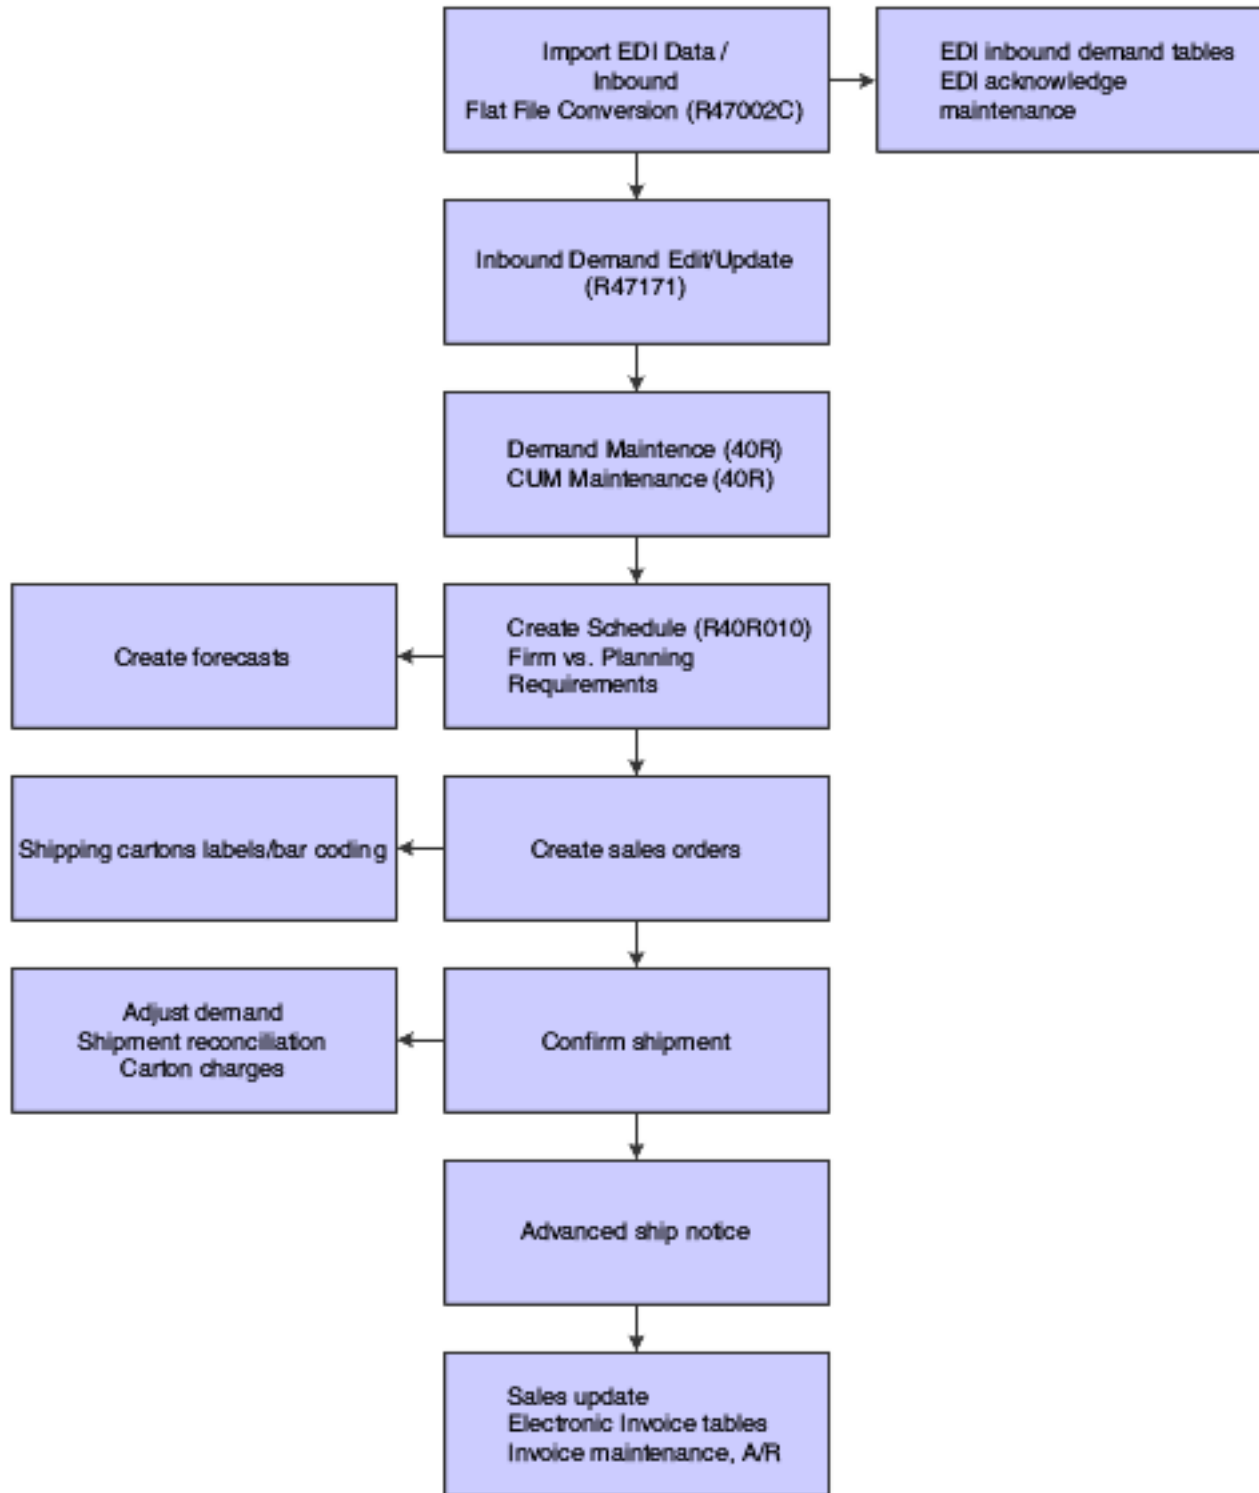 Import EDI Data /
Inbound
Flat File Conversion (R47002C)
EDI inbound demand tables
EDI acknowledge
maintenance
Inbound Demand Edit/Update
(R47171)
Demand Maintence (40R)
CUM Maintenance (40R)
Create forecasts
Create Schedule (R40R010)
Firm vs. Planning
Requirements
Shipping cartons labels/bar coding
Create sales orders
Adjust demand
Shipment reconciliation
Carton charges
Confirm shipment
Advanced ship notice
Sales update
Electronic Invoice tables
Invoice maintenance, A/R